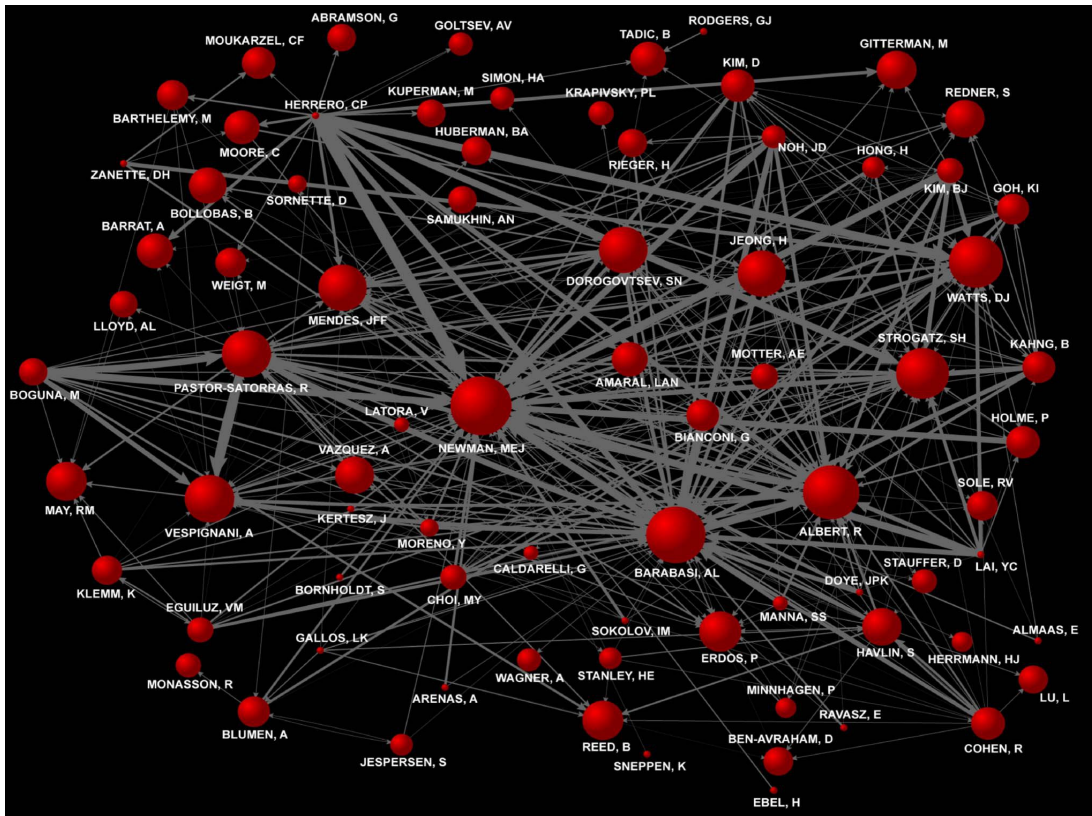 ABRAMSON, G
RODGERS, GJ
GOLTSEV, AV
TADIC, B
MOUKARZEL, CF
GITTERMAN, M
KIM, D
SIMON, HA
KRAPIVSKY, PL
KUPERMAN, M
REDNER, S
HERRERO, CP
BARTHELEMY, M
HUBERMAN, BA
NOH, JD
HONG, H
MOORE, C
RIEGER, H
ZANETTE, DH
KIM, BJ
GOH, KI
SORNETTE, D
BOLLOBAS, B
SAMUKHIN, AN
BARRAT, A
JEONG, H
DOROGOVTSEV, SN
WEIGT, M
WATTS, DJ
LLOYD, AL
MENDES, JFF
STROGATZ, SH
KAHNG, B
MOTTER, AE
AMARAL, LAN
PASTOR-SATORRAS, R
BOGUNA, M
LATORA, V
HOLME, P
BIANCONI, G
NEWMAN, MEJ
VAZQUEZ, A
SOLE, RV
MAY, RM
KERTESZ, J
VESPIGNANI, A
ALBERT, R
MORENO, Y
STAUFFER, D
CALDARELLI, G
BARABASI, AL
LAI, YC
DOYE, JPK
BORNHOLDT, S
KLEMM, K
CHOI, MY
EGUILUZ, VM
MANNA, SS
SOKOLOV, IM
ALMAAS, E
GALLOS, LK
HAVLIN, S
HERRMANN, HJ
ERDOS, P
MONASSON, R
WAGNER, A
STANLEY, HE
MINNHAGEN, P
LU, L
ARENAS, A
RAVASZ, E
BLUMEN, A
BEN-AVRAHAM, D
REED, B
COHEN, R
JESPERSEN, S
SNEPPEN, K
EBEL, H